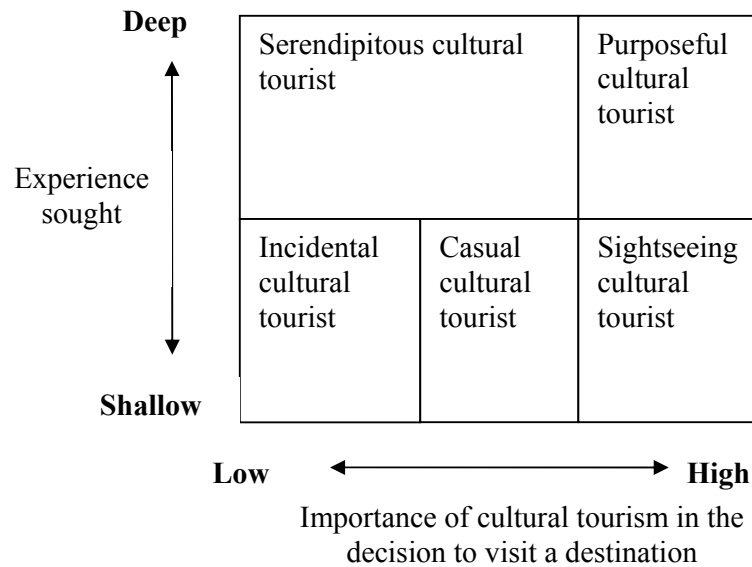 Deep
Serendipitous cultural
tourist
Purposeful
cultural
tourist
Experience
sought
Incidental
cultural
tourist
Casual
cultural
tourist
Sightseeing
cultural
tourist
Shallow
Low
High
Importance of cultural tourism in the
decision to visit a destination